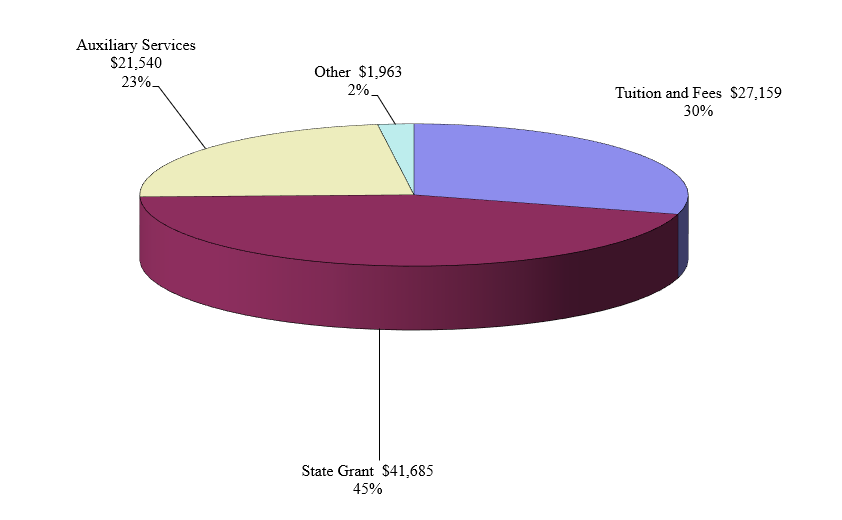 Auxiliary Services
$21,540
23%
Other  $1,963
2%
Tuition and Fees  $27,159
30%
State Grant  $41,685
45%